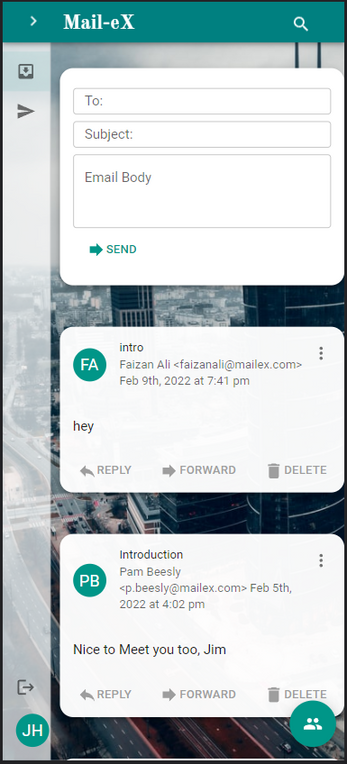 Mail-eX
To:
Subject:
Email Body
SEND
intro
FA
Faizan Ali <faizanali@mailex.com>
Feb 9th, 2022 at 7:41 pm
hey
REPLY FORWARD DELETE
Introduction
PB
Pam Beesly
<p.beesly@mailex.com> Feb 5th,
2022 at 4:02 pm
Nice to Meet you too, Jim
REPLY FORWARD DELETE
JH